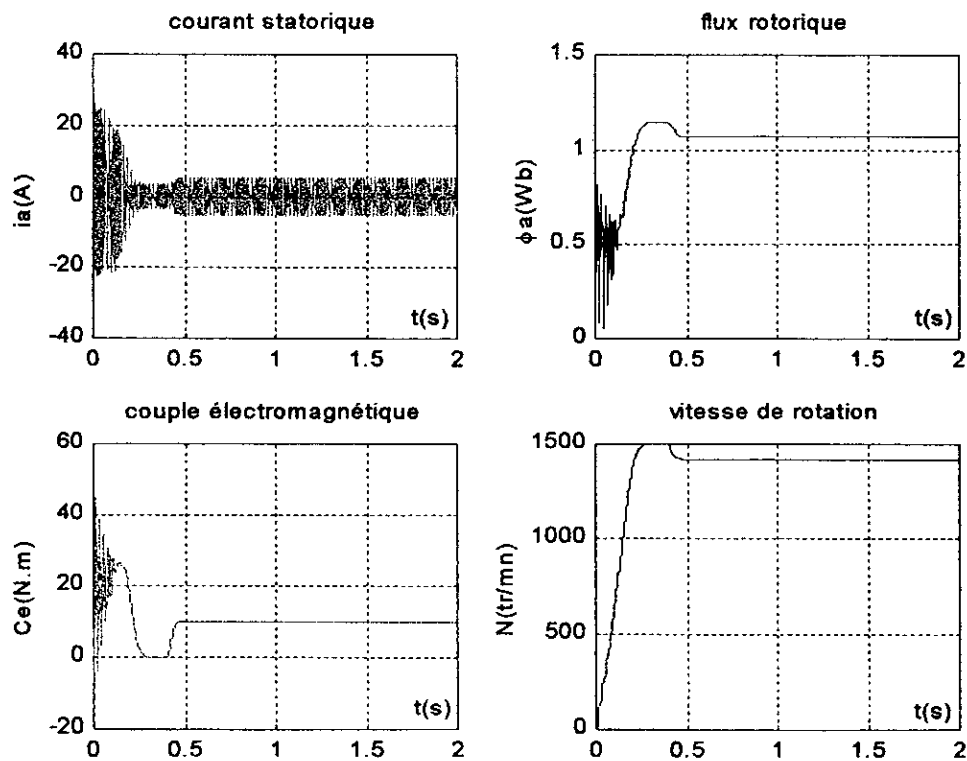 courant statorique
40
20
0
-20
-40
ia(A)
t(s)
0 0.5 1 1.5 2
flux rotorique
1.5
1
0.5
0
ϕa(Wb)
t(s)
0 0.5 1 1.5 2
couple électromagnétique
60
40
20
0
-20
Ce(N.m)
t(s)
0 0.5 1 1.5 2
vitesse de rotation
1500
1000
500
0
N(tr/mn)
t(s)
0 0.5 1 1.5 2